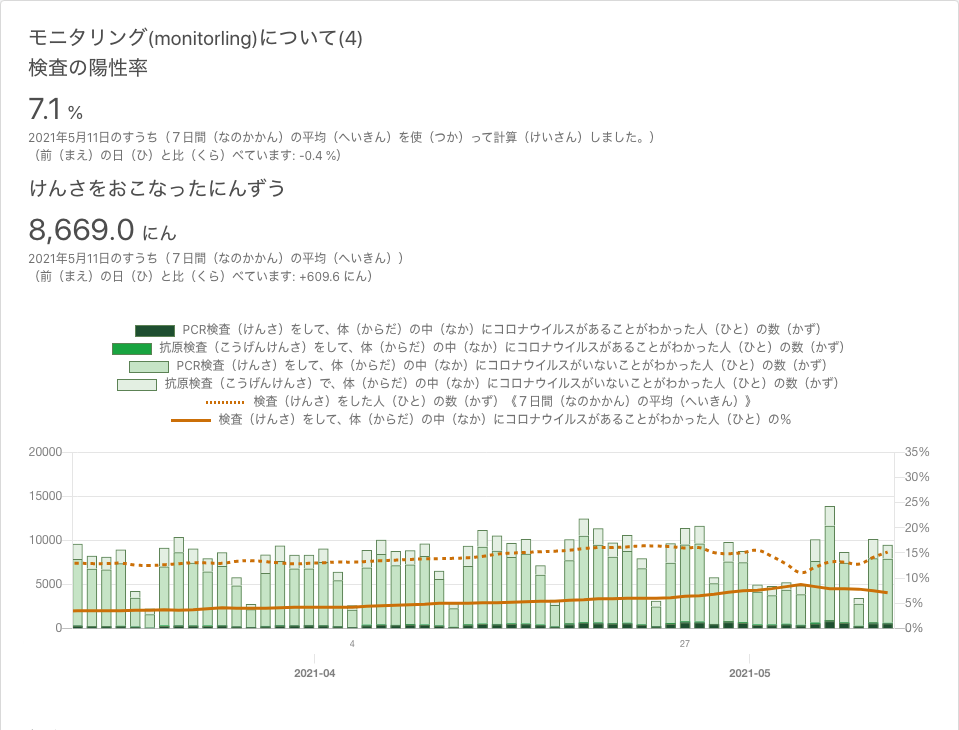 モニタリング(monitorling)について(4)
検査の陽性率
7.1 %
2021年5月11日のすうち（７日間（なのかかん）の平均（へいきん）を使（つか）って計算（けいさん）しました。）
（前（まえ）の日（ひ）と比（くら）べています: -0.4 %）
けんさをおこなったにんずう
8,669.0 にん
2021年5月11日のすうち（７日間（なのかかん）の平均（へいきん））
（前（まえ）の日（ひ）と比（くら）べています: +609.6 にん）
PCR検査（けんさ）をして、体（からだ）の中（なか）にコロナウイルスがあることがわかった人（ひと）の数（かず）
抗原検査（こうげんけんさ）をして、体（からだ）の中（なか）にコロナウイルスがあることがわかった人（ひと）の数（かず）
PCR検査（けんさ）をして、体（からだ）の中（なか）にコロナウイルスがいないことがわかった人（ひと）の数（かず）
抗原検査（こうげんけんさ）で、体（からだ）の中（なか）にコロナウイルスがいないことがわかった人（ひと）の数（かず）
検査（けんさ）をした人（ひと）の数（かず）《７日間（なのかかん）の平均（へいきん）》
検査（けんさ）をして、体（からだ）の中（なか）にコロナウイルスがあることがわかった人（ひと）の%
20000 35%
30%
15000 25%
20%
10000 15%
5000 10%
5%
0 0%
4 27
2021-04 2021-05